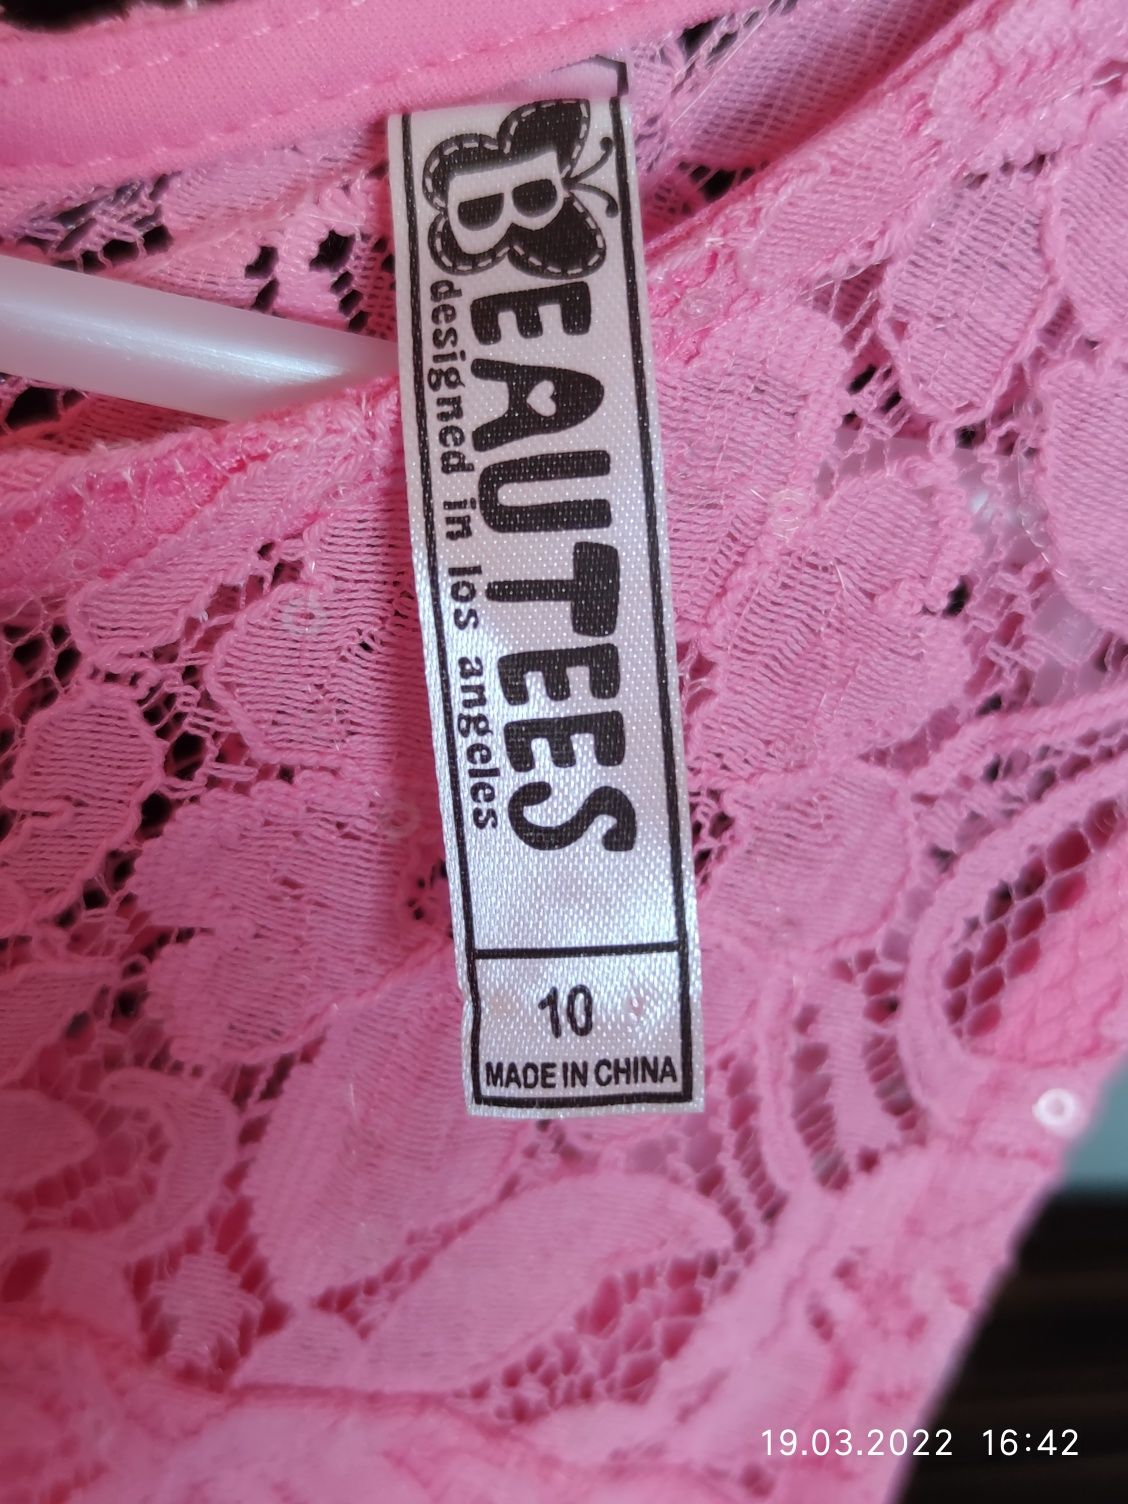 BEAUTEES
designed in los angeles
10
MADE IN CHINA
19.03.2022 16:42